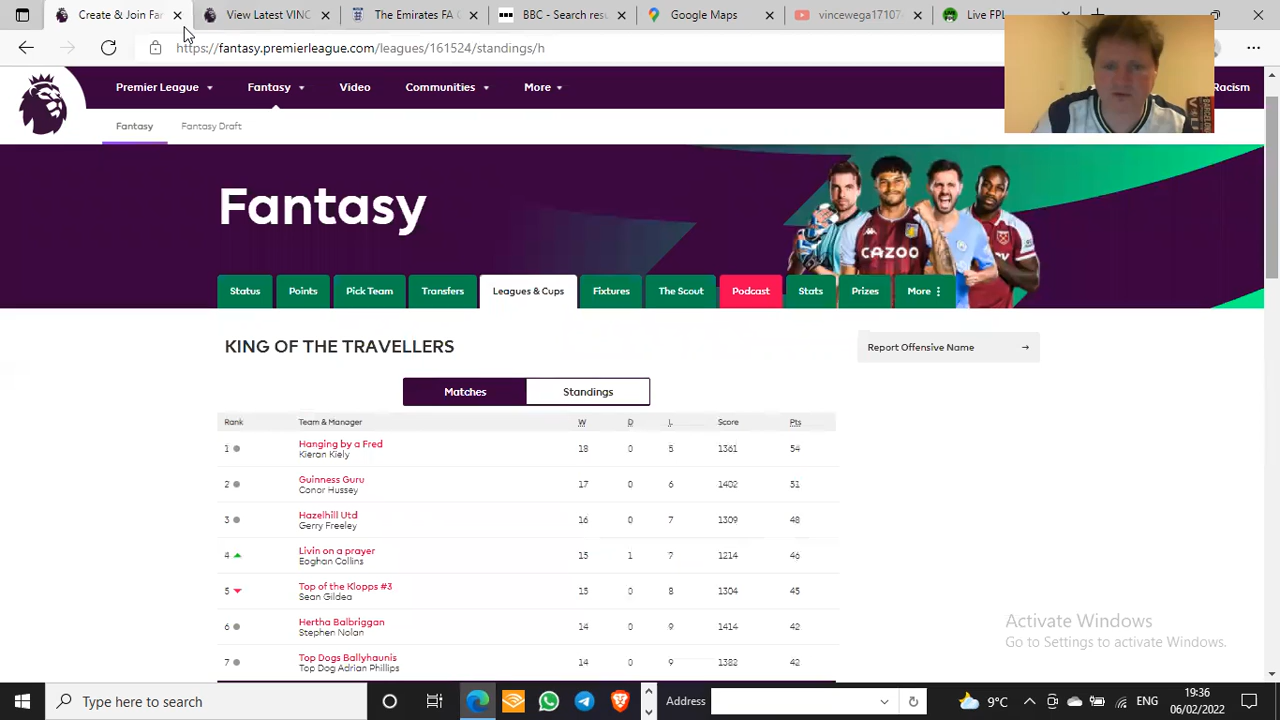 Create & Join Fan
Fantasy Latest VINC
BBC - Search resul
Google Maps
vincewega17107
Live FPL
https://fantasy.premierleague.com/leagues/161524/standings/h
Premier League
Fantasy
Video
Communities
More
Racism
Fantasy
Fantasy Draft
Fantasy
CAZOO
Status
Points
Pick Team
Transfers
Leagues & Cups
Fixtures
The Scout
Podcast
Stats
Prizes
More
KING OF THE TRAVELLERS
Report Offensive Name
Matches
Standings
Rank Team & Manager W D L Score Pts
1 Hanging by a Fred 18 0 5 1361 54
Kieran Kiely
2 Guinness Guru 17 0 6 1402 51
Conor Hussey
3 Hazelhill Utd 16 0 7 1309 48
Gerry Freeley
4 Livin on a prayer 15 1 7 1214 46
Eoghan Collins
5 Top of the Klopps #3 15 0 8 1304 45
Sean Gildea
6 Hertha Balbriggan 14 0 9 1414 42
Stephen Nolan
7 Top Dogs Ballyhaunis 14 0 9 1382 42
Top Dog Adrian Phillips
Activate Windows
Go to Settings to activate Windows.
Type here to search
Address
9°C
ENG
19:36
06/02/2022